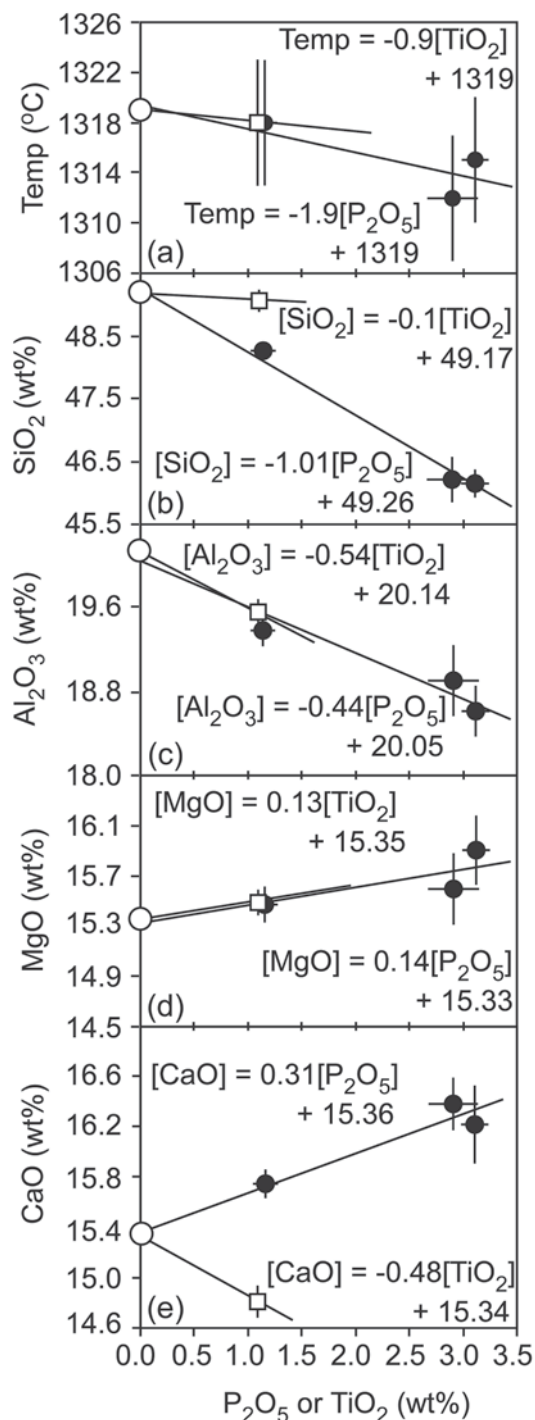 1326
1322
1318
1314
1310
1306
Temp (°C)
Temp = -0.9[TiO₂]
+ 1319
Temp = -1.9[P₂O₅]
+ 1319
(a)
48.5
47.5
46.5
45.5
SiO₂ (wt%)
[SiO₂] = -0.1[TiO₂]
+ 49.17
[SiO₂] = -1.01[P₂O₅]
+ 49.26
(b)
19.6
18.8
18.0
Al₂O₃ (wt%)
[Al₂O₃] = -0.54[TiO₂]
+ 20.14
[Al₂O₃] = -0.44[P₂O₅]
+ 20.05
(c)
16.1
15.7
15.3
14.9
14.5
MgO (wt%)
[MgO] = 0.13[TiO₂]
+ 15.35
[MgO] = 0.14[P₂O₅]
+ 15.33
(d)
16.6
16.2
15.8
15.4
15.0
14.6
CaO (wt%)
[CaO] = 0.31[P₂O₅]
+ 15.36
[CaO] = -0.48[TiO₂]
+ 15.34
(e)
0.0 0.5 1.0 1.5 2.0 2.5 3.0 3.5
P₂O₅ or TiO₂ (wt%)